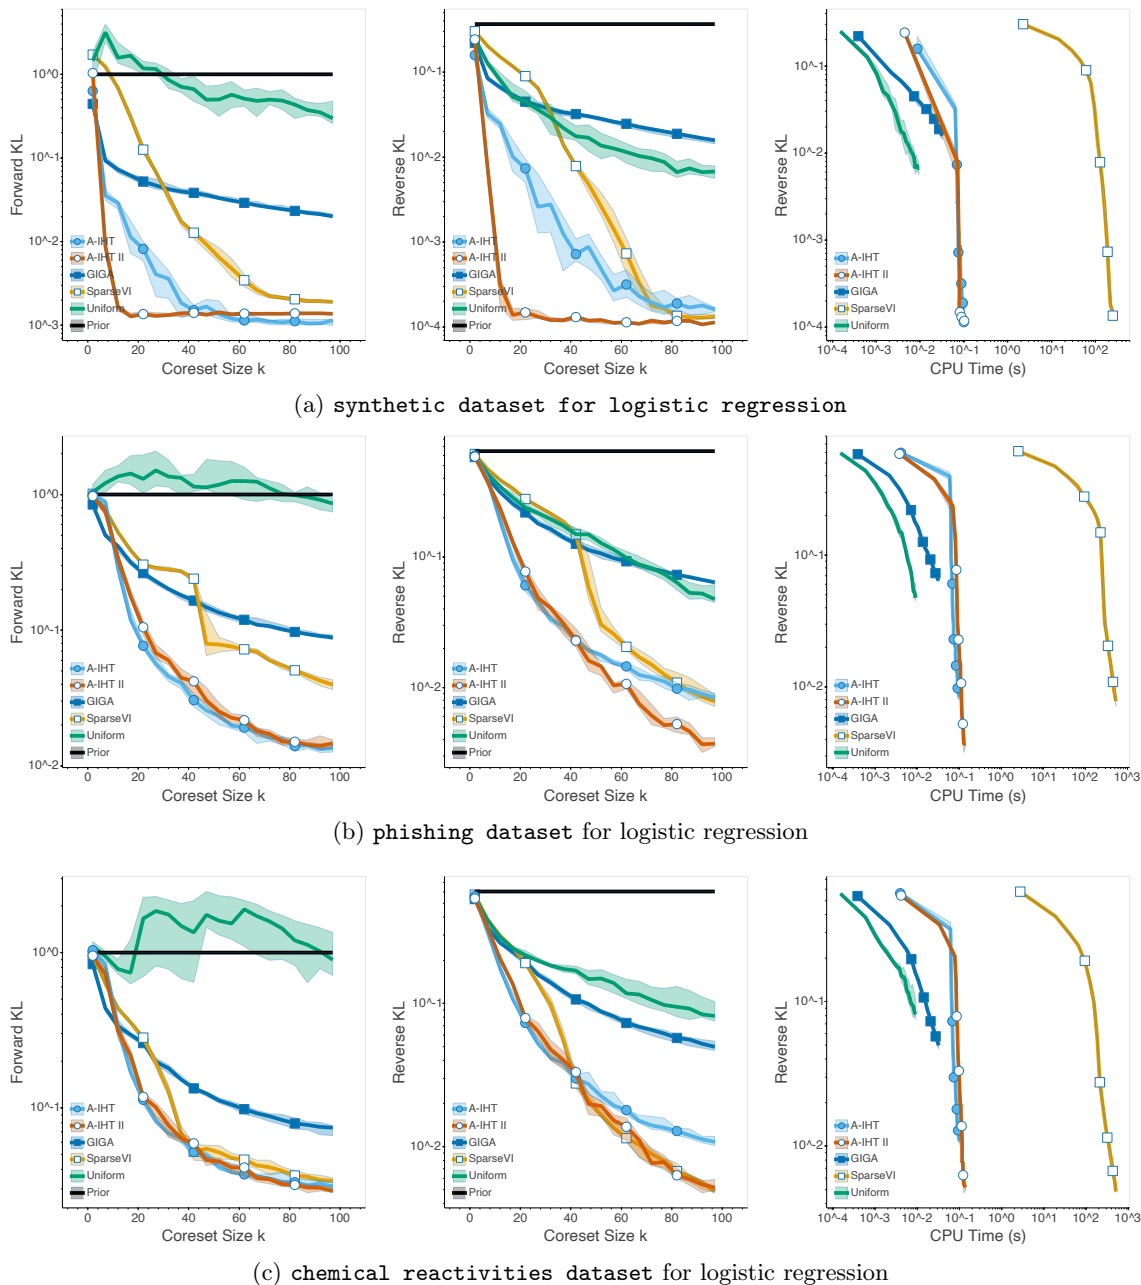 10^0
10^-1
10^-2
10^-3
Forward KL
A-IHT
A-IHT II
GIGA
SparseVI
Uniform
Prior
0 20 40 60 80 100
Coreset Size k
10^-1
10^-2
10^-3
10^-4
Reverse KL
A-IHT
A-IHT II
GIGA
SparseVI
Uniform
Prior
0 20 40 60 80 100
Coreset Size k
10^-1
10^-2
10^-3
10^-4
Reverse KL
A-IHT
A-IHT II
GIGA
SparseVI
Uniform
10^-4 10^-3 10^-2 10^-1 10^0 10^1 10^2
CPU Time (s)
(a) synthetic dataset for logistic regression
10^0
10^-1
10^-2
Forward KL
A-IHT
A-IHT II
GIGA
SparseVI
Uniform
Prior
0 20 40 60 80 100
Coreset Size k
10^-1
10^-2
Reverse KL
A-IHT
A-IHT II
GIGA
SparseVI
Uniform
Prior
0 20 40 60 80 100
Coreset Size k
10^-1
10^-2
Reverse KL
A-IHT
A-IHT II
GIGA
SparseVI
Uniform
10^-4 10^-3 10^-2 10^-1 10^0 10^1 10^2 10^3
CPU Time (s)
(b) phishing dataset for logistic regression
10^0
10^-1
Forward KL
A-IHT
A-IHT II
GIGA
SparseVI
Uniform
Prior
0 20 40 60 80 100
Coreset Size k
10^-1
10^-2
Reverse KL
A-IHT
A-IHT II
GIGA
SparseVI
Uniform
Prior
0 20 40 60 80 100
Coreset Size k
10^-1
10^-2
Reverse KL
A-IHT
A-IHT II
GIGA
SparseVI
Uniform
10^-4 10^-3 10^-2 10^-1 10^0 10^1 10^2 10^3
CPU Time (s)
(c) chemical reactivities dataset for logistic regression